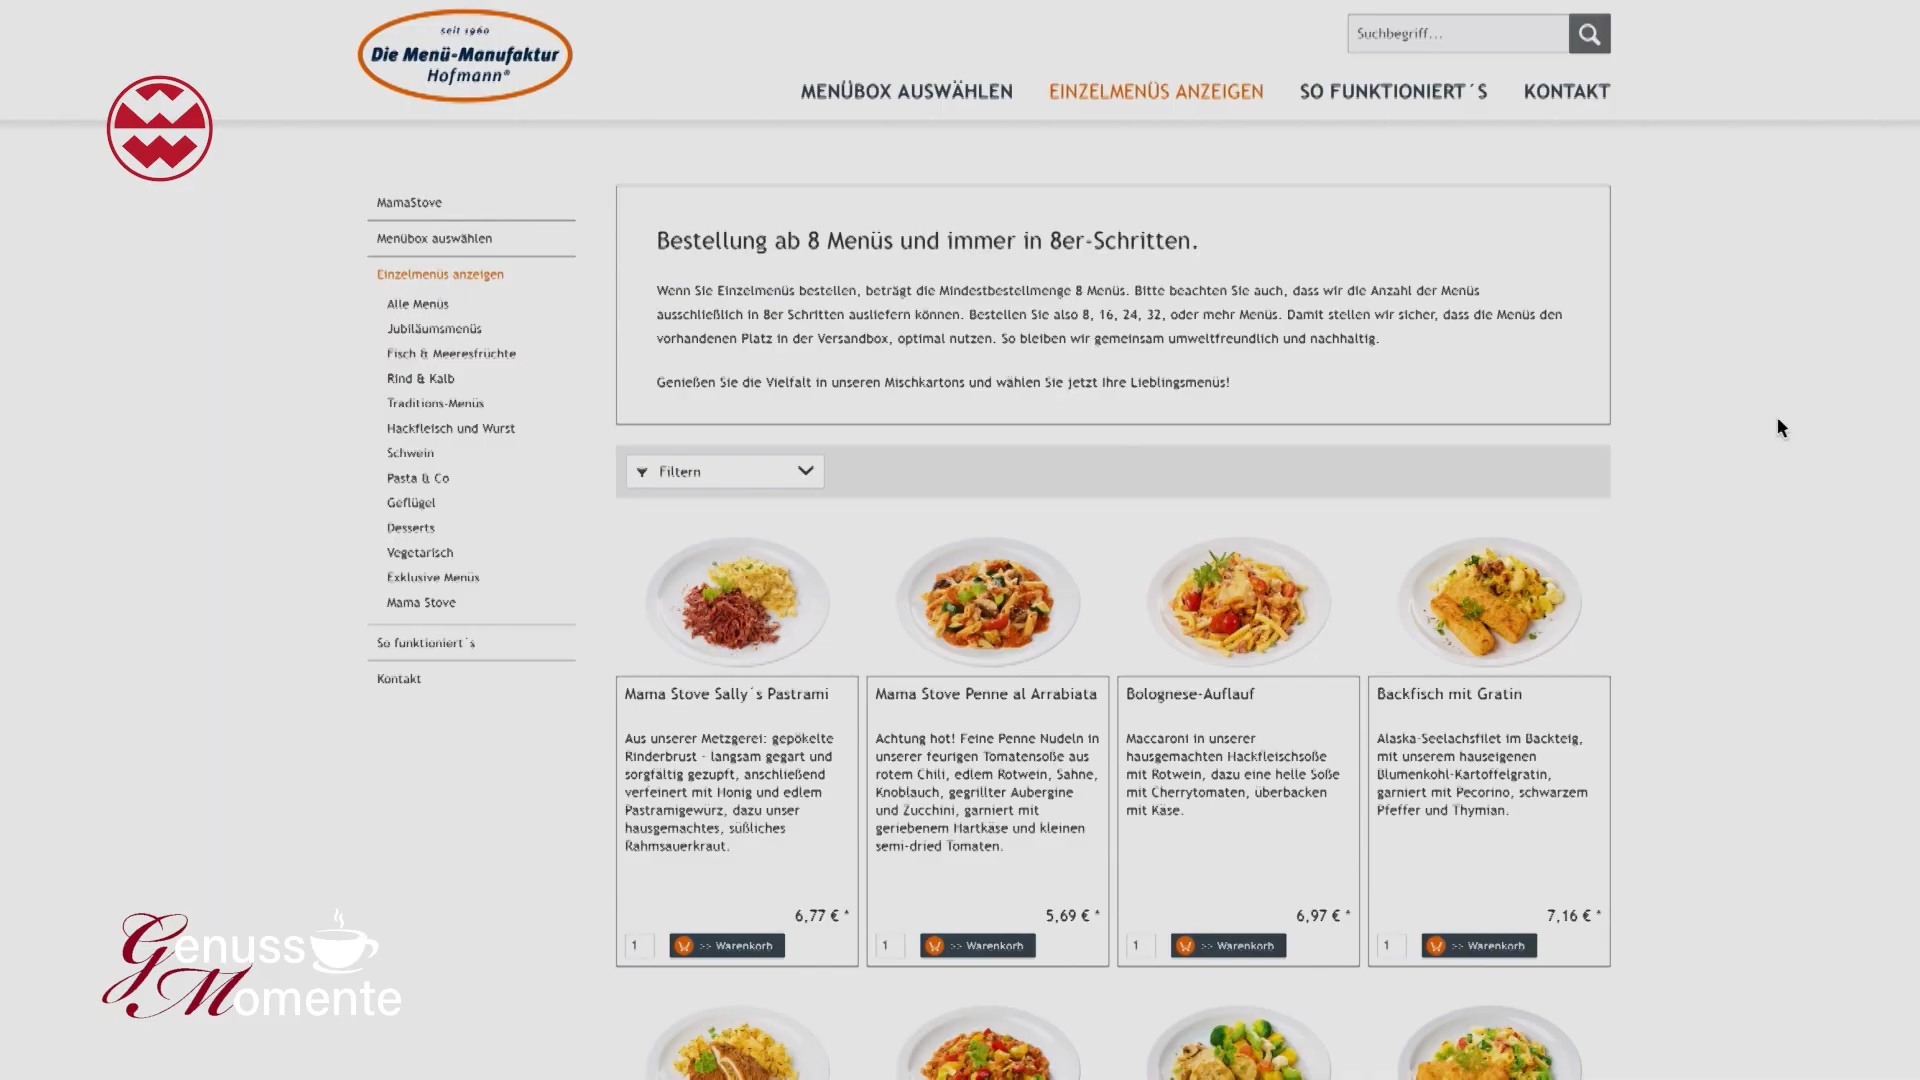 seit 1960
Die Menü-Manufaktur
Hofmann®
Suchbegriff...
MENÜBOX AUSWÄHLEN EINZELMENÜS ANZEIGEN SO FUNKTIONIERT´S KONTAKT
MamaStove
Menübox auswählen
Einzelmenüs anzeigen
Alle Menüs
Jubiläumsmenüs
Fisch & Meeresfrüchte
Rind & Kalb
Traditions-Menüs
Hackfleisch und Wurst
Schwein
Pasta & Co
Geflügel
Desserts
Vegetarisch
Exklusive Menüs
Mama Stove
So funktioniert´s
Kontakt
Bestellung ab 8 Menüs und immer in 8er-Schritten.
Wenn Sie Einzelmenüs bestellen, beträgt die Mindestbestellmenge 8 Menüs. Bitte beachten Sie auch, dass wir die Anzahl der Menüs
ausschließlich in 8er Schritten ausliefern können. Bestellen Sie also 8, 16, 24, 32, oder mehr Menüs. Damit stellen wir sicher, dass die Menüs den
vorhandenen Platz in der Versandbox, optimal nutzen. So bleiben wir gemeinsam umweltfreundlich und nachhaltig.
Genießen Sie die Vielfalt in unseren Mischkartons und wählen Sie jetzt Ihre Lieblingsmenüs!
Filtern
Mama Stove Sally´s Pastrami
Aus unserer Metzgerei: gepökelte
Rinderbrust - langsam gegart und
sorgfältig gezupft, anschließend
verfeinert mit Honig und edlem
Pastramigewürz, dazu unser
hausgemachtes, süßliches
Rahmsauerkraut.
6,77 € *
1 >> Warenkorb
Mama Stove Penne al Arrabiata
Achtung hot! Feine Penne Nudeln in
unserer feurigen Tomatensoße aus
rotem Chili, edlem Rotwein, Sahne,
Knoblauch, gegrillter Aubergine
und Zucchini, garniert mit
geriebenem Hartkäse und kleinen
semi-dried Tomaten.
5,69 € *
1 >> Warenkorb
Bolognese-Auflauf
Maccaroni in unserer
hausgemachten Hackfleischsoße
mit Rotwein, dazu eine helle Soße
mit Cherrytomaten, überbacken
mit Käse.
6,97 € *
1 >> Warenkorb
Backfisch mit Gratin
Alaska-Seelachsfilet im Backteig,
mit unserem hauseigenen
Blumenkohl-Kartoffelgratin,
garniert mit Pecorino, schwarzem
Pfeffer und Thymian.
7,16 € *
1 >> Warenkorb
Genuss
Momente